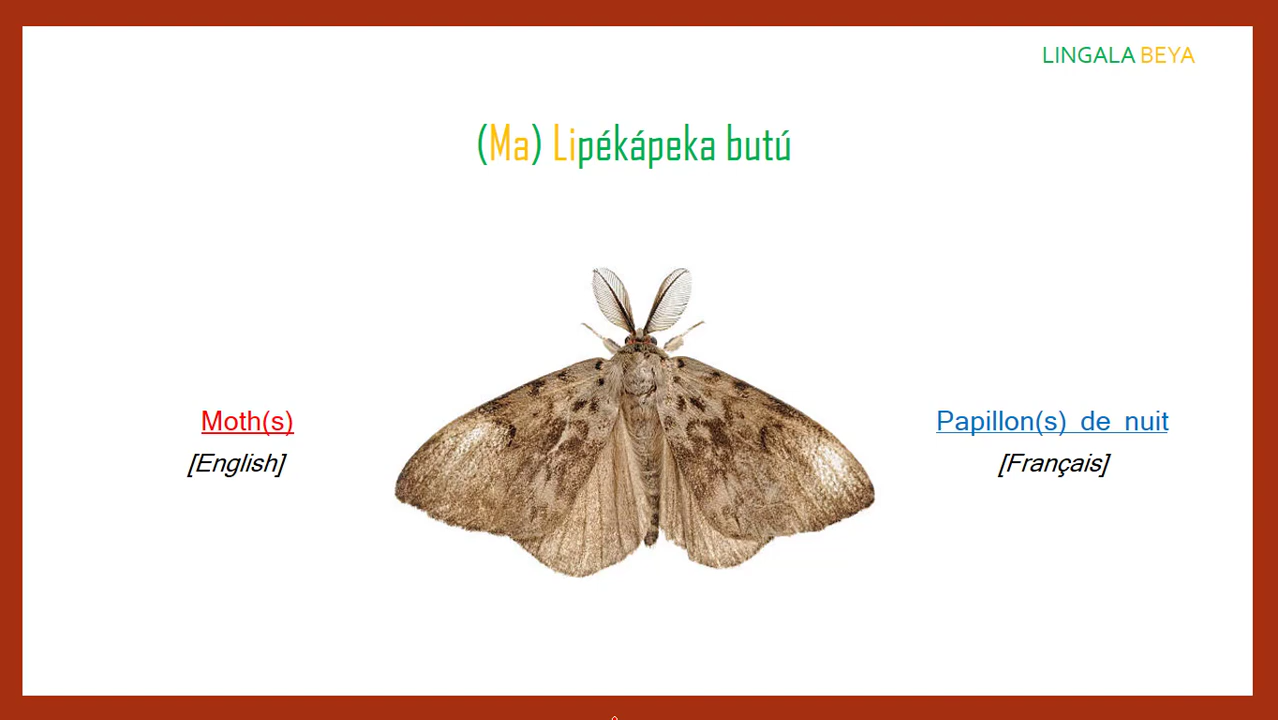 LINGALA BEYA
(Ma) Lipékápeka butú
Moth(s)
[English]
Papillon(s) de nuit
[Français]